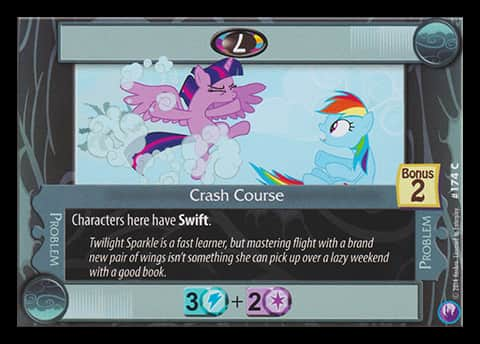 7
Crash Course
Bonus
2
#174 C
PROBLEM
PROBLEM
Characters here have Swift.
Twilight Sparkle is a fast learner, but mastering flight with a brand
new pair of wings isn't something she can pick up over a lazy weekend
with a good book.
3 + 2